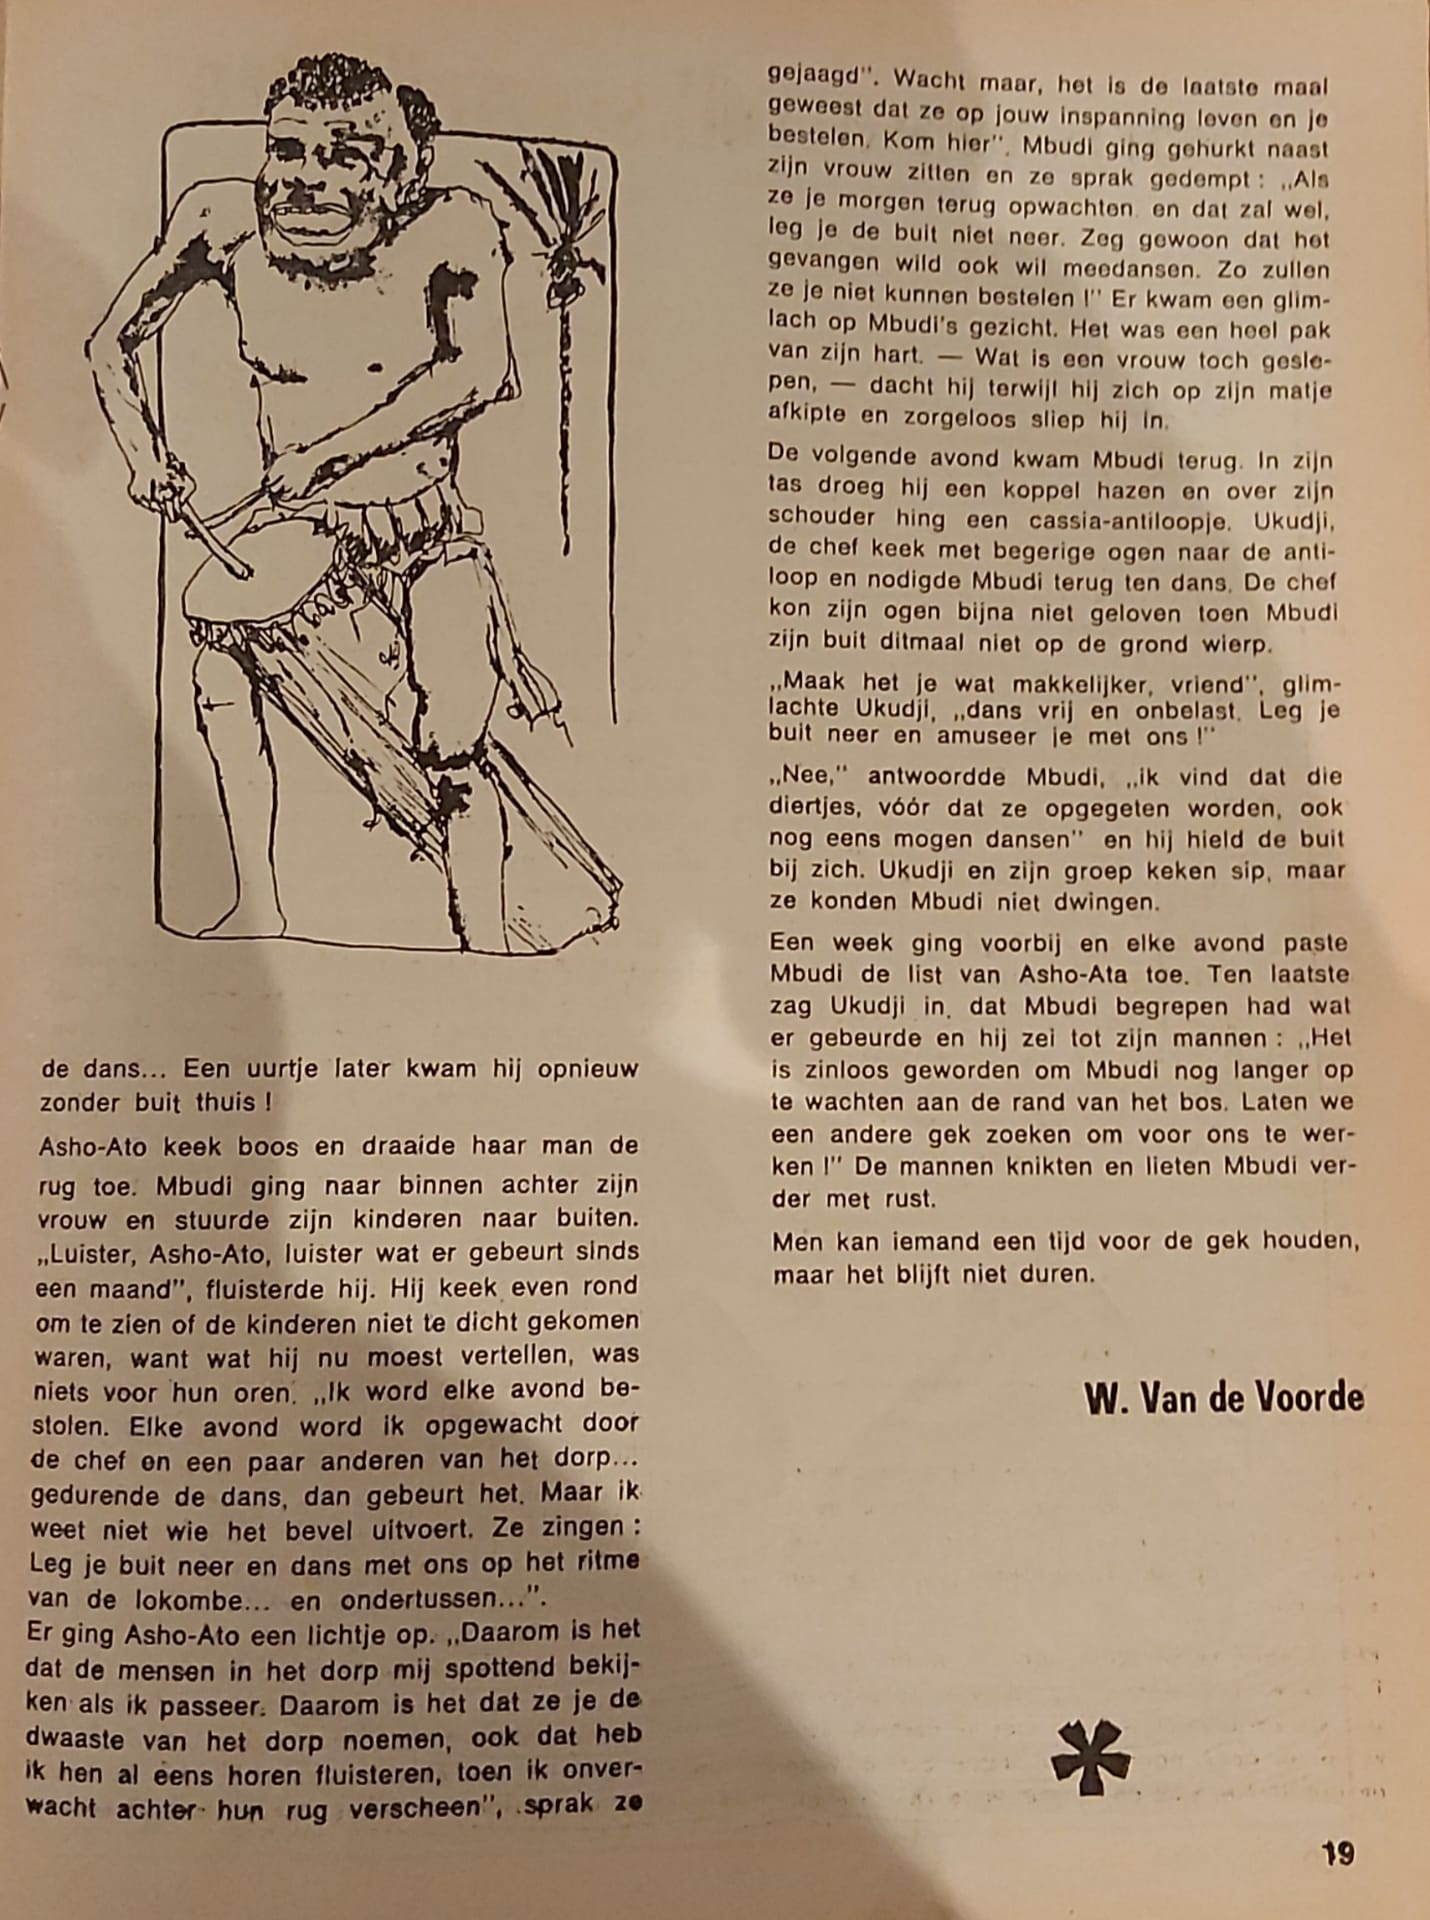 de dans... Een uurtje later kwam hij opnieuw
zonder buit thuis !
Asho-Ato keek boos en draaide haar man de
rug toe. Mbudi ging naar binnen achter zijn
vrouw en stuurde zijn kinderen naar buiten.
„Luister, Asho-Ato, luister wat er gebeurt sinds
een maand", fluisterde hij. Hij keek even rond
om te zien of de kinderen niet te dicht gekomen
waren, want wat hij nu moest vertellen, was
niets voor hun oren. „Ik word elke avond be-
stolen. Elke avond word ik opgewacht door
de chef en een paar anderen van het dorp...
gedurende de dans, dan gebeurt het. Maar ik
weet niet wie het bevel uitvoert. Ze zingen :
Leg je buit neer en dans met ons op het ritme
van de lokombe... en ondertussen...".
Er ging Asho-Ato een lichtje op. „Daarom is het
dat de mensen in het dorp mij spottend bekij-
ken als ik passeer. Daarom is het dat ze je de
dwaaste van het dorp noemen, ook dat heb
ik hen al eens horen fluisteren, toen ik onver-
wacht achter hun rug verscheen", sprak ze
gejaagd". Wacht maar, het is de laatste maal
geweest dat ze op jouw inspanning leven en je
bestelen. Kom hier". Mbudi ging gehurkt naast
zijn vrouw zitten en ze sprak gedempt : „Als
ze je morgen terug opwachten en dat zal wel,
leg je de buit niet neer. Zeg gewoon dat het
gevangen wild ook wil meedansen. Zo zullen
ze je niet kunnen bestelen !" Er kwam een glim-
lach op Mbudi's gezicht. Het was een heel pak
van zijn hart. — Wat is een vrouw toch gesle-
pen, — dacht hij terwijl hij zich op zijn matje
afkipte en zorgeloos sliep hij in.
De volgende avond kwam Mbudi terug. In zijn
tas droeg hij een koppel hazen en over zijn
schouder hing een cassia-antiloopje. Ukudji,
de chef keek met begerige ogen naar de anti-
loop en nodigde Mbudi terug ten dans. De chef
kon zijn ogen bijna niet geloven toen Mbudi
zijn buit ditmaal niet op de grond wierp.
„Maak het je wat makkelijker, vriend", glim-
lachte Ukudji, „dans vrij en onbelast. Leg je
buit neer en amuseer je met ons !"
„Nee," antwoordde Mbudi, „ik vind dat die
diertjes, vóór dat ze opgegeten worden, ook
nog eens mogen dansen" en hij hield de buit
bij zich. Ukudji en zijn groep keken sip, maar
ze konden Mbudi niet dwingen.
Een week ging voorbij en elke avond paste
Mbudi de list van Asho-Ata toe. Ten laatste
zag Ukudji in, dat Mbudi begrepen had wat
er gebeurde en hij zei tot zijn mannen : „Het
is zinloos geworden om Mbudi nog langer op
te wachten aan de rand van het bos. Laten we
een andere gek zoeken om voor ons te wer-
ken !" De mannen knikten en lieten Mbudi ver-
der met rust.
Men kan iemand een tijd voor de gek houden,
maar het blijft niet duren.
W. Van de Voorde
19